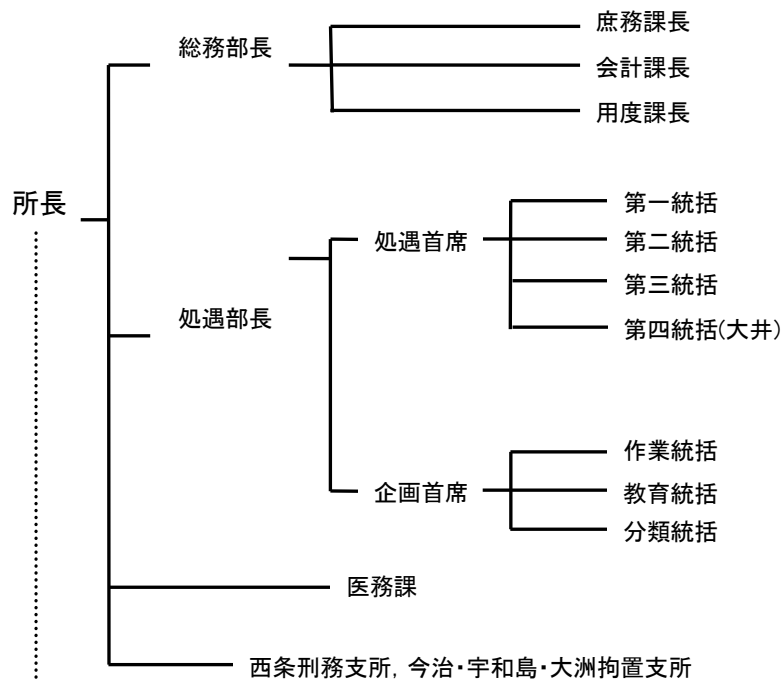 庶務課長
総務部長
会計課長
用度課長
所長
第一統括
処遇首席
第二統括
第三統括
処遇部長
第四統括(大井)
作業統括
企画首席
教育統括
分類統括
医務課
西条刑務支所, 今治・宇和島・大洲拘置支所